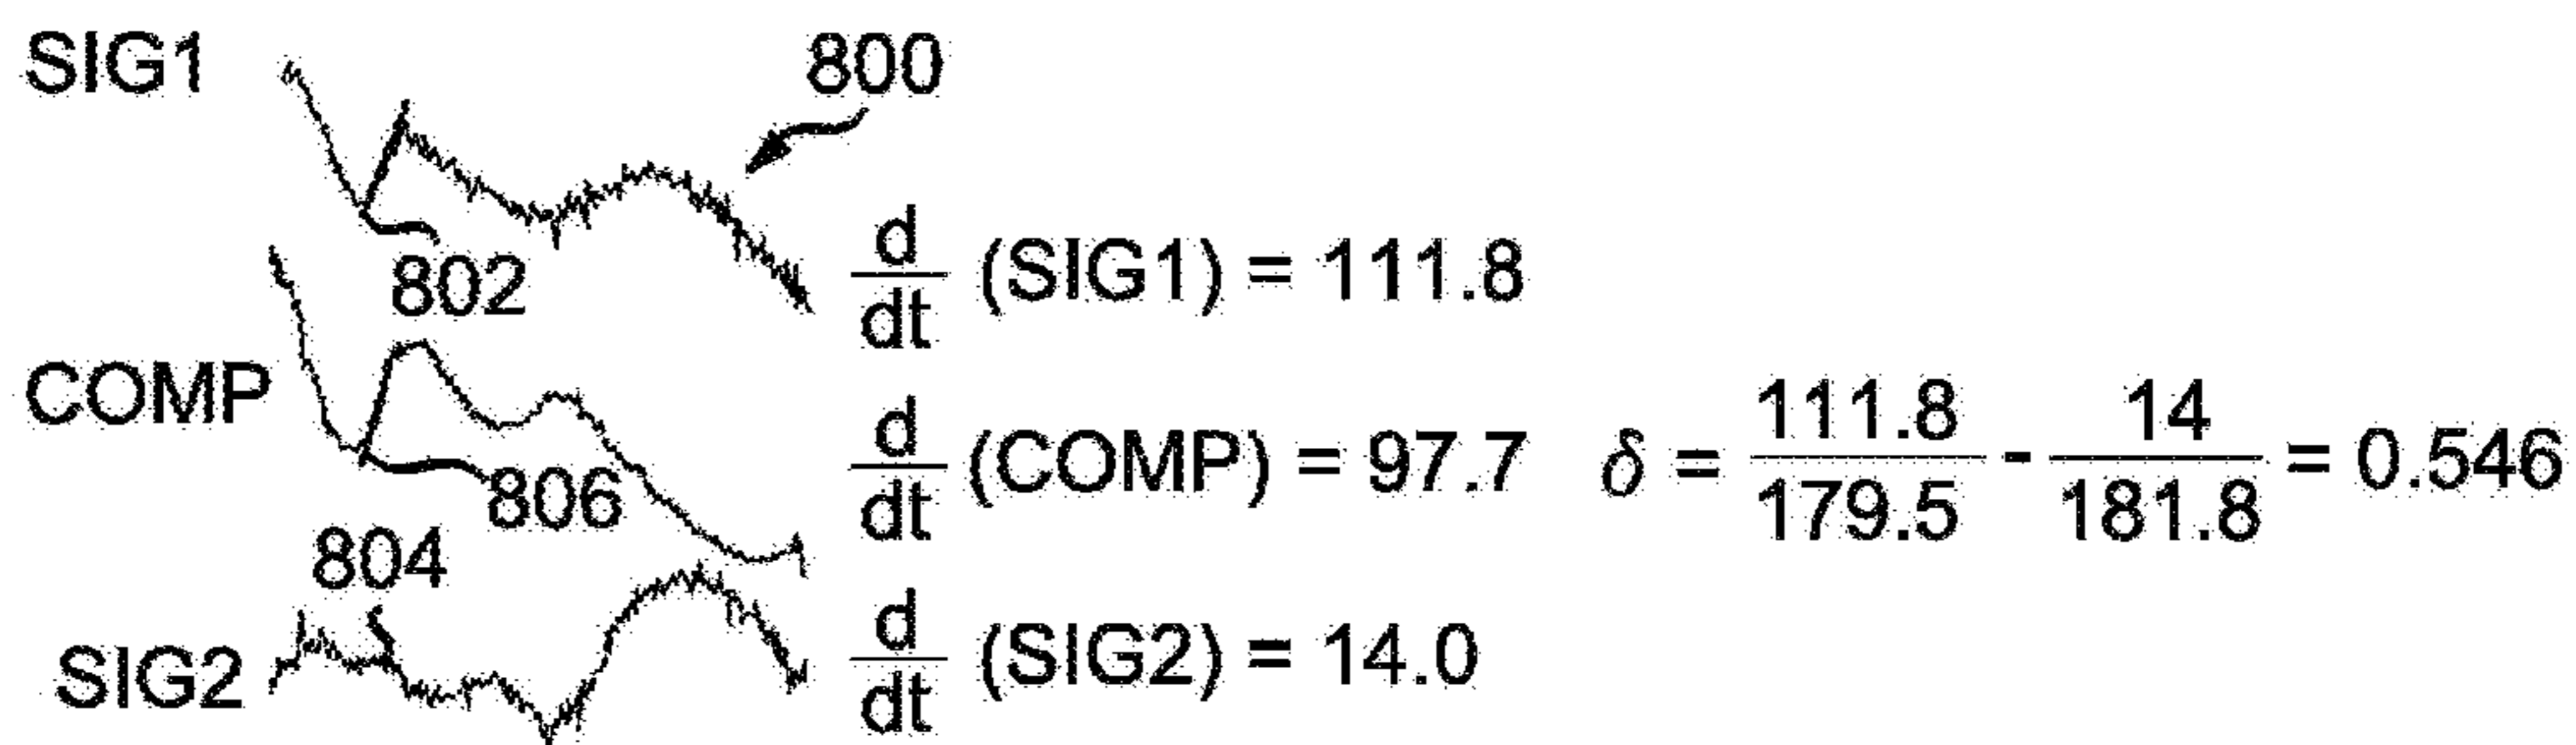 SIG1
800
802
d/dt (SIG1) = 111.8
COMP
806
d/dt (COMP) = 97.7
δ = 111.8/179.5 - 14/181.8 = 0.546
804
SIG2
d/dt (SIG2) = 14.0